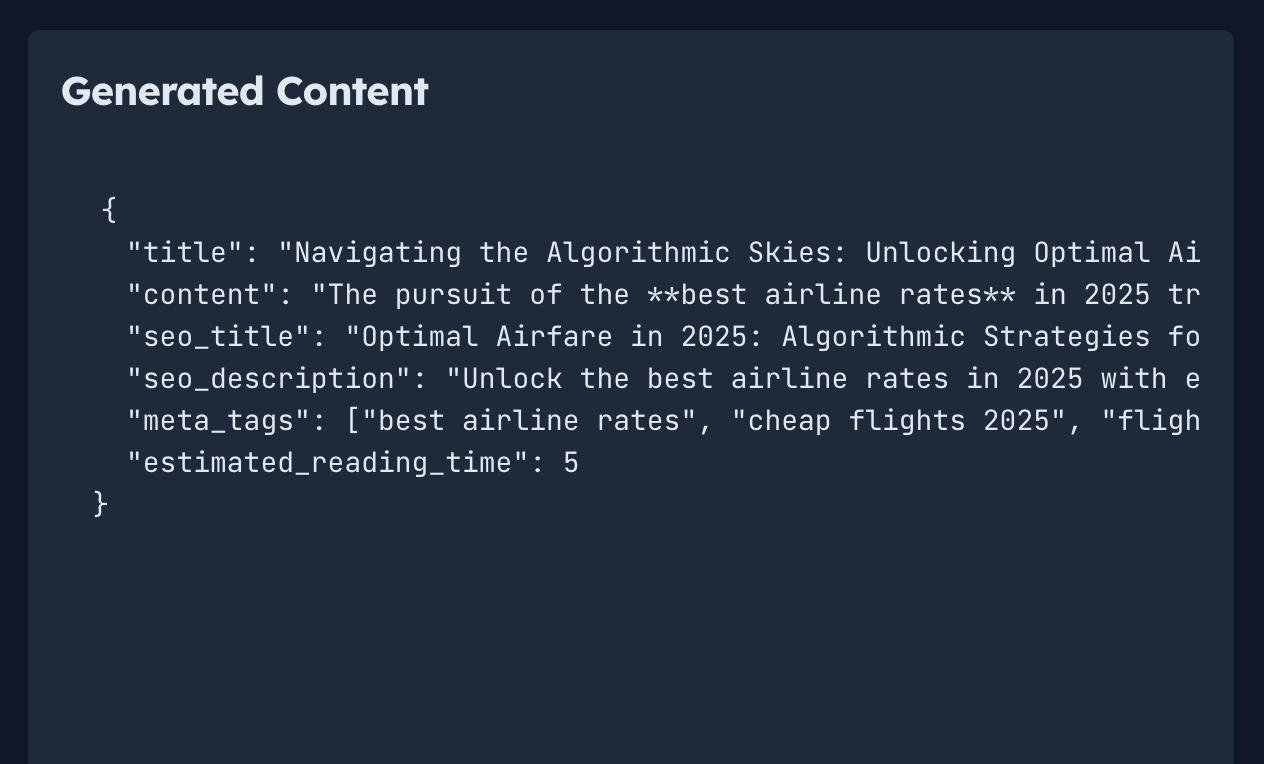 Generated Content
{
"title": "Navigating the Algorithmic Skies: Unlocking Optimal Ai
"content": "The pursuit of the **best airline rates** in 2025 tr
"seo_title": "Optimal Airfare in 2025: Algorithmic Strategies fo
"seo_description": "Unlock the best airline rates in 2025 with e
"meta_tags": ["best airline rates", "cheap flights 2025", "fligh
"estimated_reading_time": 5
}